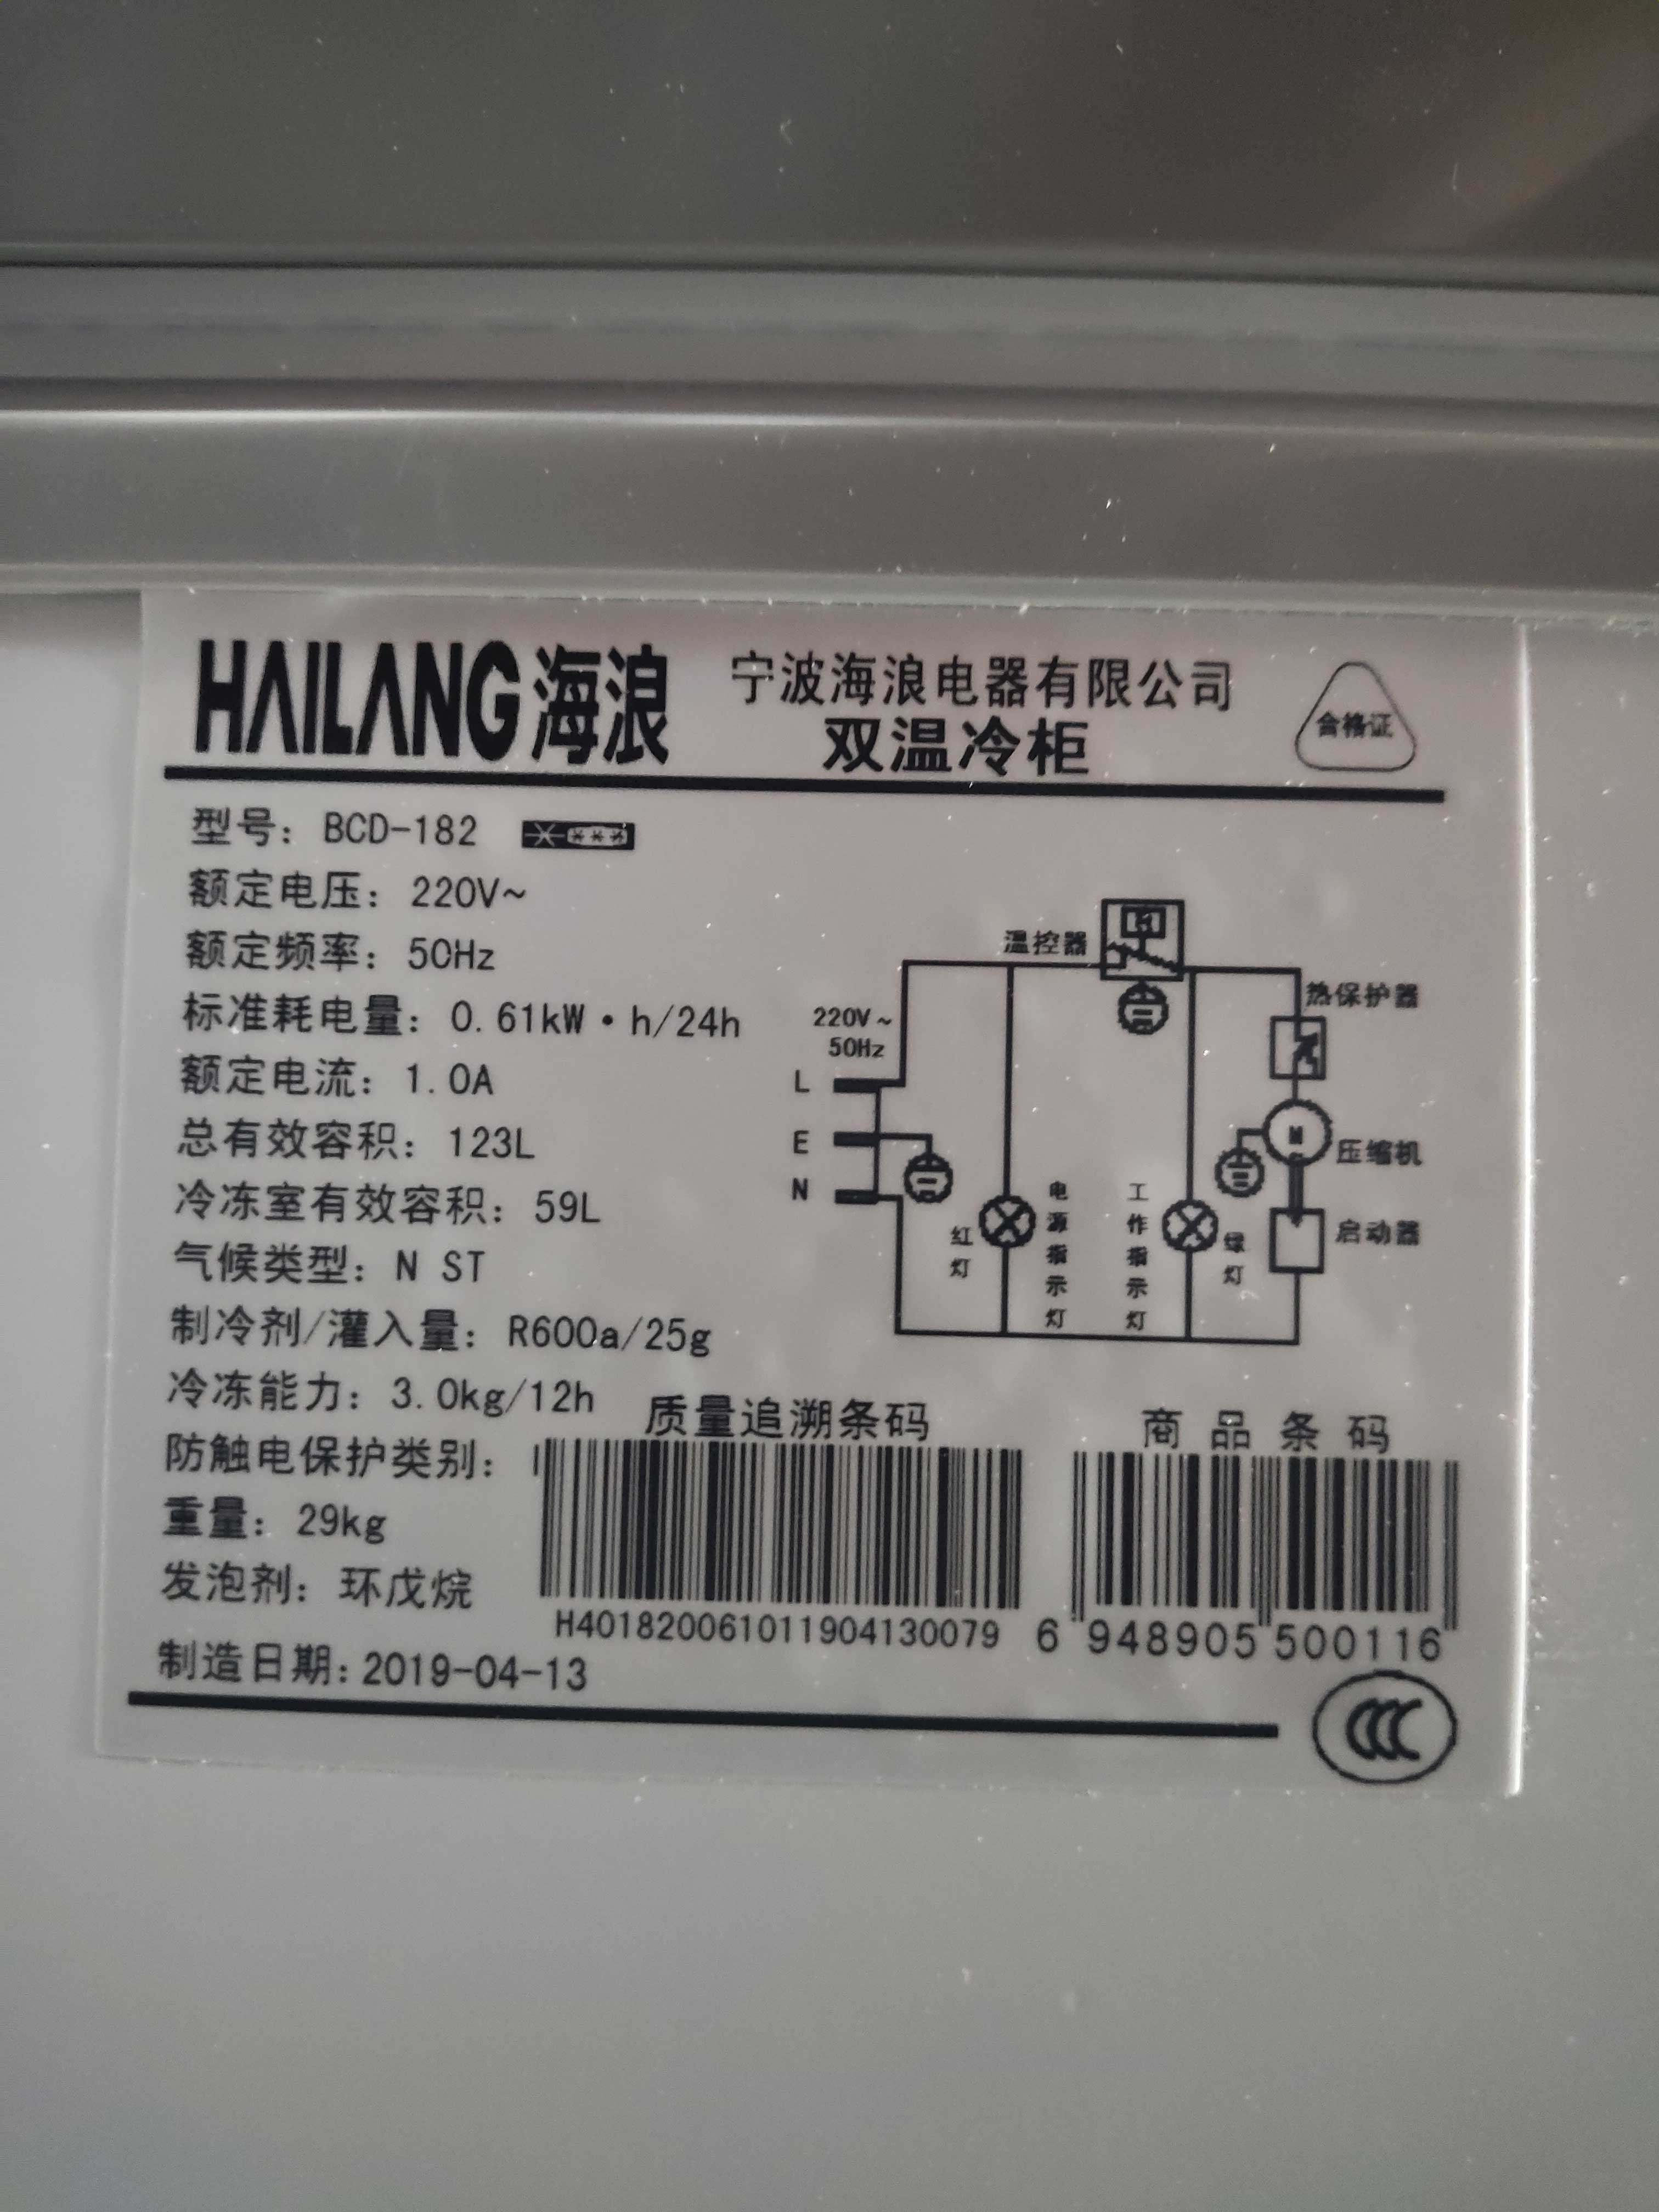 HAILANG海浪
宁波海浪电器有限公司
双温冷柜
合格证
型号：BCD-182
额定电压：220V~
额定频率：50Hz
标准耗电量：0.61kW·h/24h
额定电流：1.0A
总有效容积：123L
冷冻室有效容积：59L
气候类型：N ST
制冷剂/灌入量：R600a/25g
冷冻能力：3.0kg/12h
防触电保护类别：I
重量：29kg
发泡剂：环戊烷
制造日期：2019-04-13
温控器
热保护器
220V~
50Hz
L
E
N
M
压缩机
启动器
红灯
电源指示灯
工作指示灯
绿灯
质量追溯条码
H401820061011904130079
商品条码
6 948905 500116
CCC